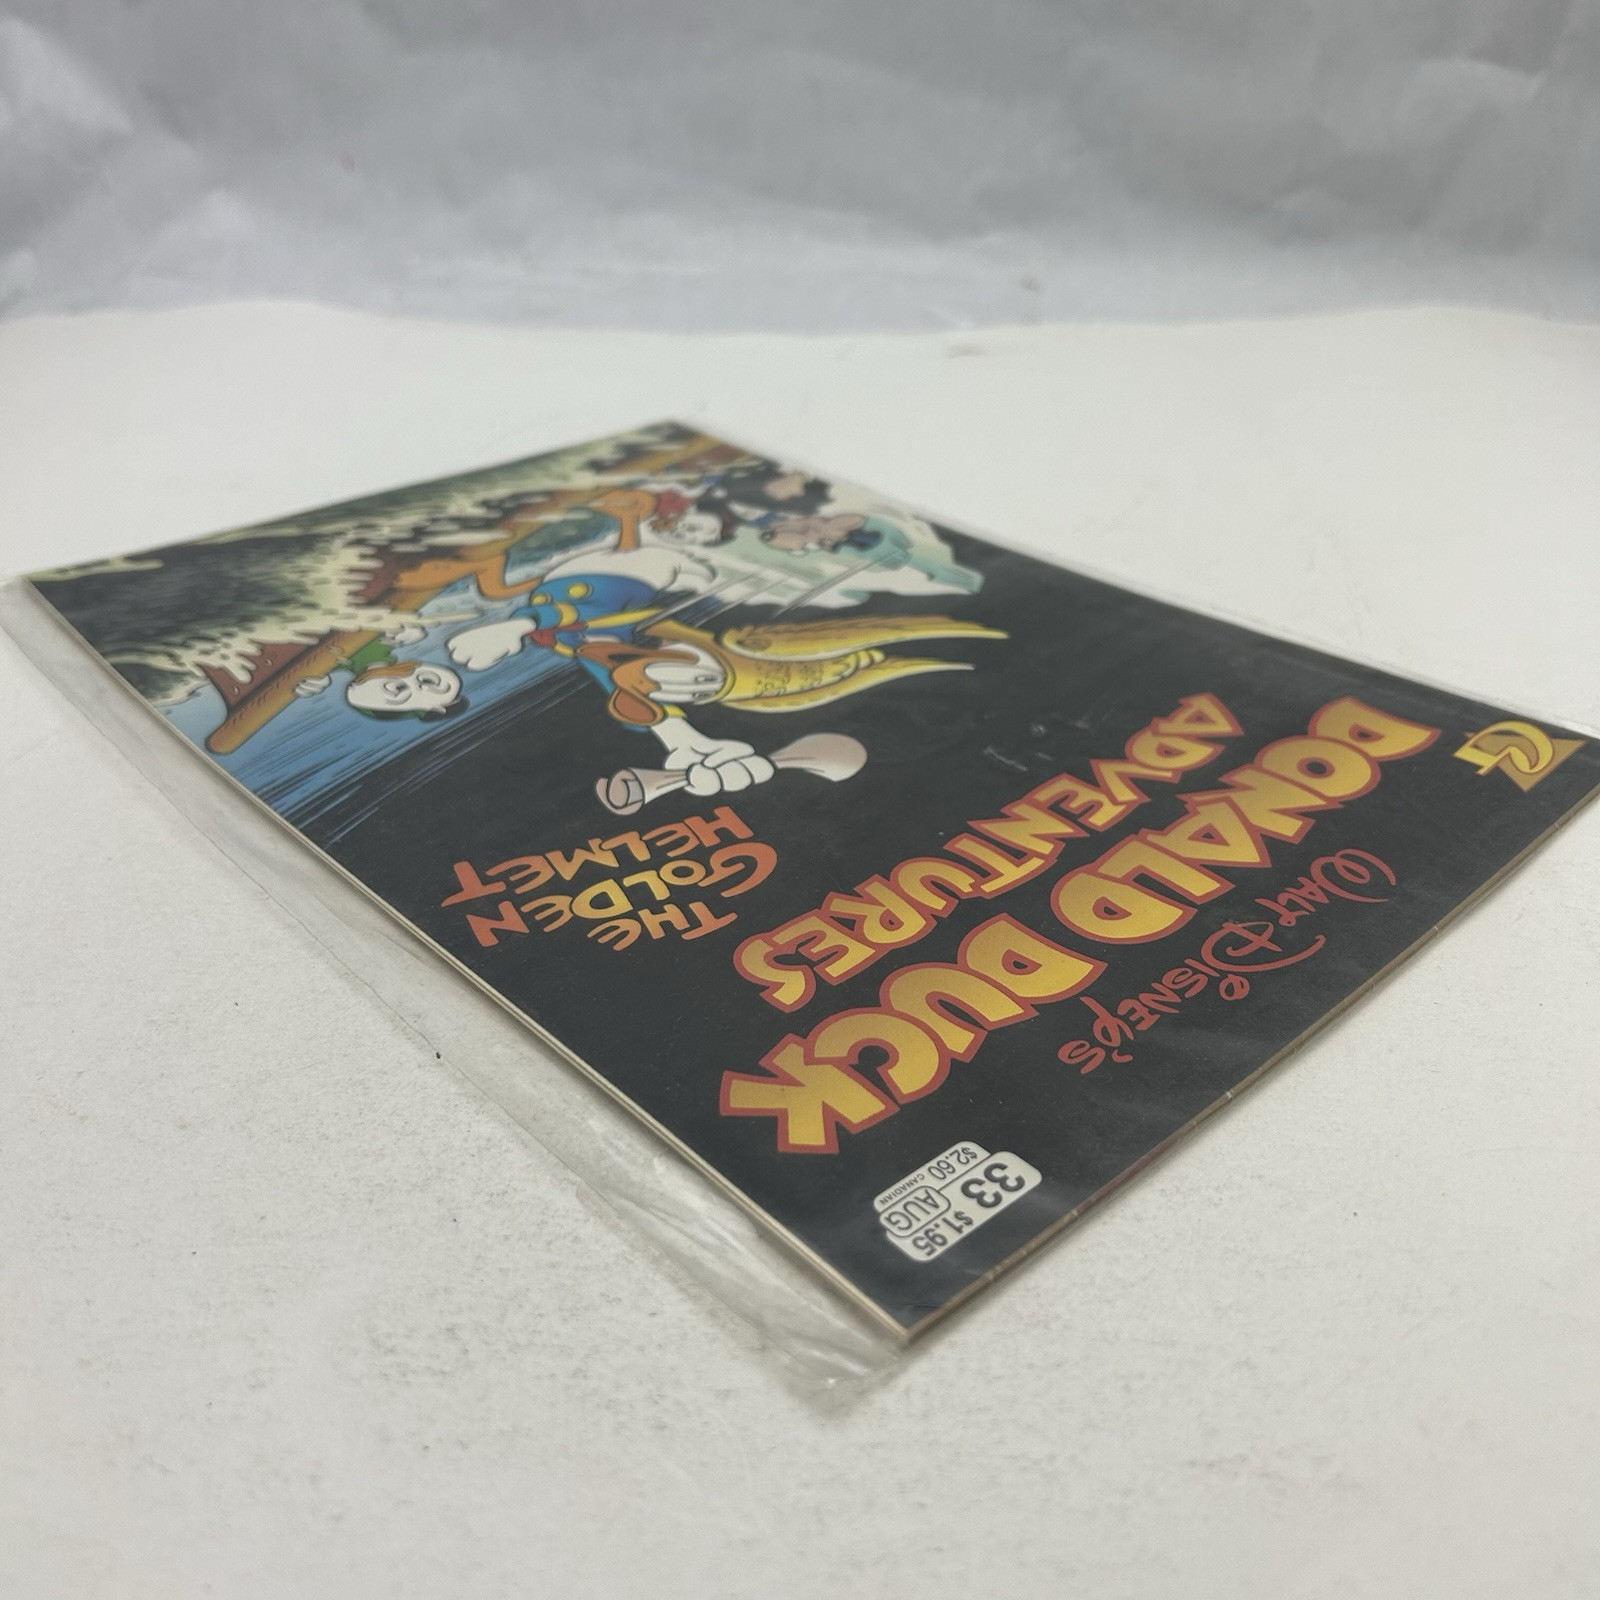 33
$1.95
AUG
$2.60 CANADIAN
WALT DISNEY'S
DONALD DUCK
ADVENTURES
THE
GOLDEN
HELMET